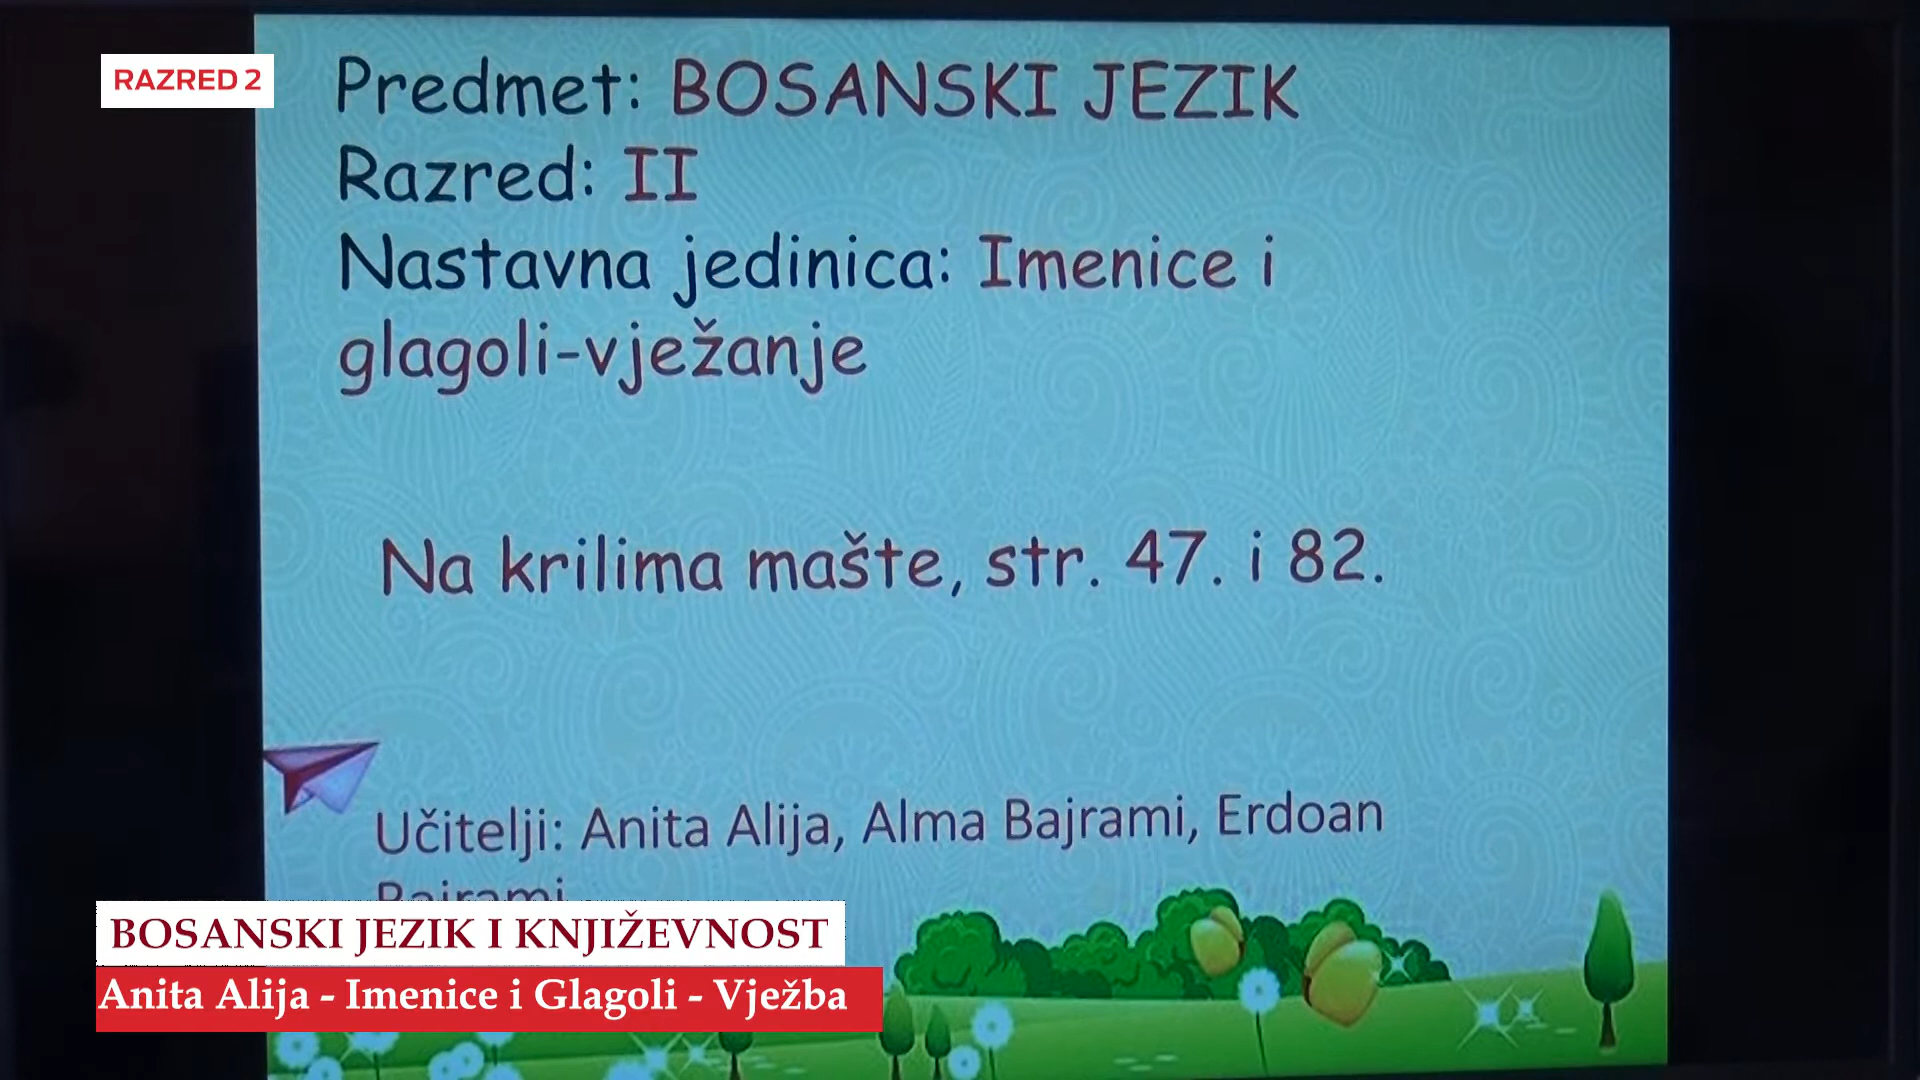 RAZRED 2
Predmet: BOSANSKI JEZIK
Razred: II
Nastavna jedinica: Imenice i
glagoli-vježanje
Na krilima mašte, str. 47. i 82.
Učitelji: Anita Alija, Alma Bajrami, Erdoan
Bajrami
BOSANSKI JEZIK I KNJIŽEVNOST
Anita Alija - Imenice i Glagoli - Vježba